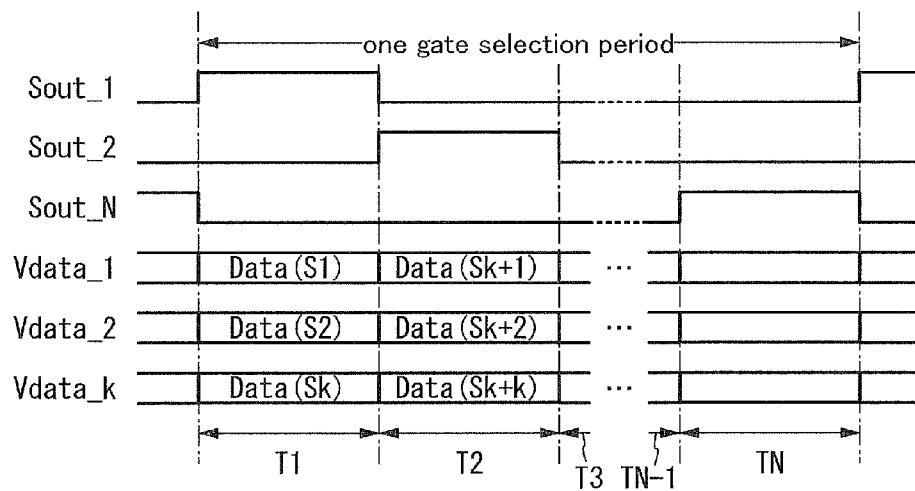 one gate selection period
Sout_1
Sout_2
Sout_N
Vdata_1 Data(S1) Data(Sk+1) ...
Vdata_2 Data(S2) Data(Sk+2) ...
Vdata_k Data(Sk) Data(Sk+k) ...
T1 T2 T3 TN-1 TN